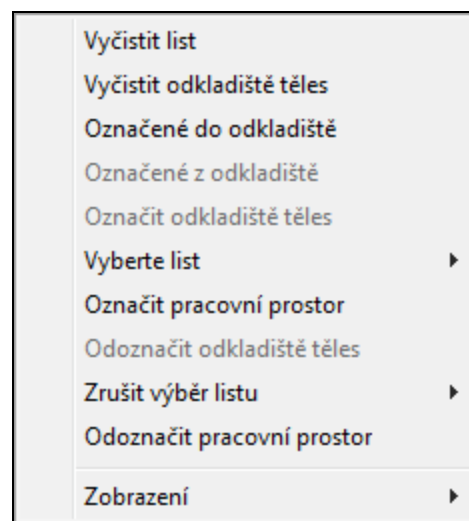 Vyčistit list
Vyčistit odkladiště těles
Označené do odkladiště
Označené z odkladiště
Označit odkladiště těles
Vyberte list
Označit pracovní prostor
Odoznačit odkladiště těles
Zrušit výběr listu
Odoznačit pracovní prostor
Zobrazení